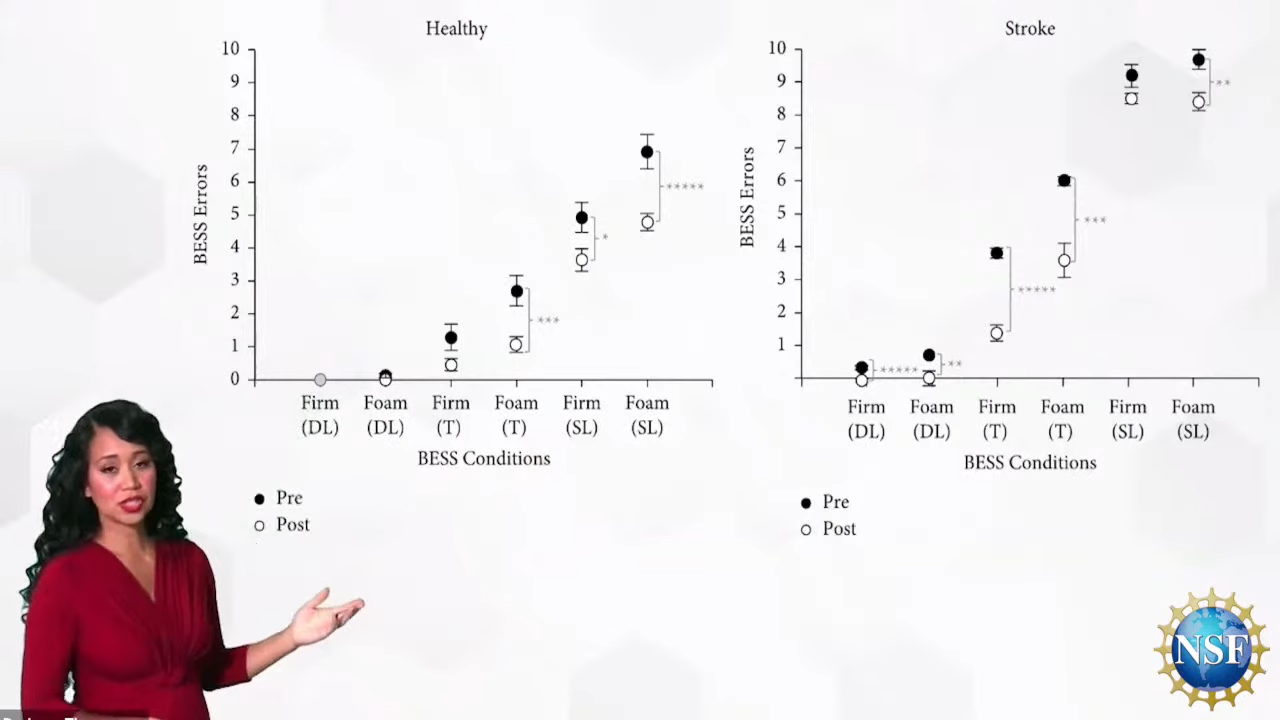 Healthy
10
9
8
7
6
5
4
3
2
1
0
BESS Errors
*****
*
***
Firm Foam Firm Foam Firm Foam
(DL) (DL) (T) (T) (SL) (SL)
BESS Conditions
Pre
Post
Stroke
10
9
8
7
6
5
4
3
2
1
BESS Errors
**
***
*****
***** **
Firm Foam Firm Foam Firm Foam
(DL) (DL) (T) (T) (SL) (SL)
BESS Conditions
Pre
Post
NSF